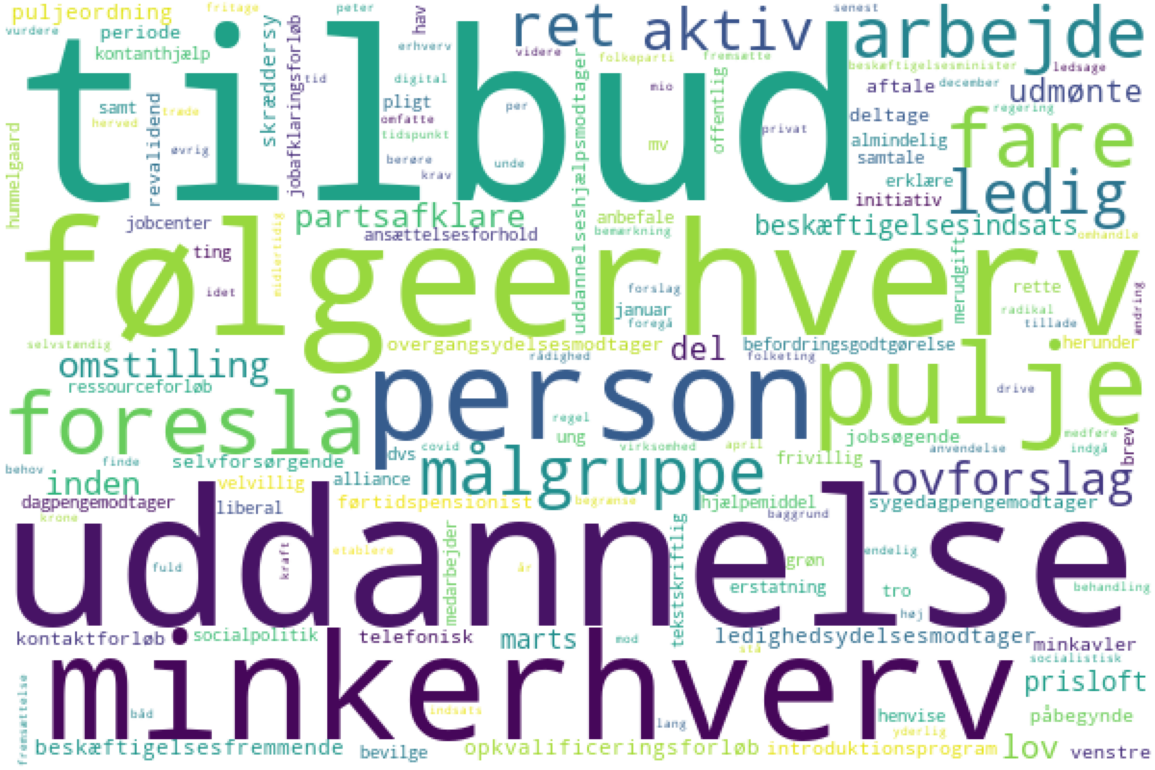 puljeordning
fritage
peter
hav
ret
aktiv
arbejde
senest
vurdere
periode
kontanthjælp
erhverv
videre
folkeparti
fremsætte
beskæftigelsesminister
ledsage
tilbud
samt
herved
træde
øvrig
revalidend
skræddersy
jobafklaringsforløb
tid
digital
pligt
omfatte
tidspunkt
berøre
krav
per
unde
uddannelseshjælpsmodtager
mio
mv
offentlig
privat
aftale
december
udmønte
deltage
regering
almindelig
samtale
erklære
initiativ
fare
ledig
hummelgaard
jobcenter
partsafklare
ansættelsesforhold
anbefale
bemærkning
beskæftigelsesindsats
omhandle
ting
idet
midlertidig
følgeerhverv
forslag
januar
foregå
merudgift
rette
radikal
tillade
ændring
selvstændig
omstilling
overgangsydelsesmodtager
rådighed
del
befordringsgodtgørelse
folketing
herunder
ressourceforløb
foreslå
person
drive
pulje
regel
ung
dvs
covid
virksomhed
april
jobsøgende
anvendelse
medføre
indgå
brev
behov
finde
selvforsørgende
inden
velvillig
alliance
målgruppe
frivillig
lovforslag
dagpengemodtager
krone
liberal
førtidspensionist
begrænse
hjælpemiddel
baggrund
sygedagpengemodtager
uddannelse
fuld
kraft
etablere
medarbejder
år
tekstskriftlig
grøn
erstatning
endelig
tro
høj
behandling
kontaktforløb
socialpolitik
telefonisk
marts
mod
ledighedsydelsesmodtager
minkavler
stå
socialistisk
minkerhverv
prisloft
fremsættelse
båd
indsats
lang
henvise
yderlig
påbegynde
beskæftigelsesfremmende
bevilge
opkvalificeringsforløb
introduktionsprogram
lov
venstre